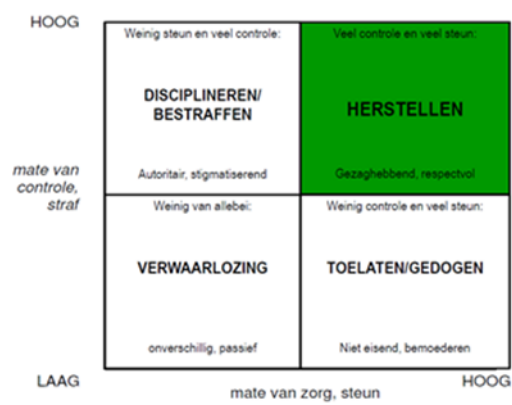 HOOG
Weinig steun en veel controle:
DISCIPLINEREN/
BESTRAFFEN
Autoritair, stigmatiserend
Veel controle en veel steun:
HERSTELLEN
Gezaghebbend, respectvol
mate van
controle,
straf
Weinig van allebei:
VERWAARLOZING
onverschillig, passief
Weinig controle en veel steun:
TOELATEN/GEDOGEN
Niet eisend, bemoederen
LAAG
mate van zorg, steun
HOOG